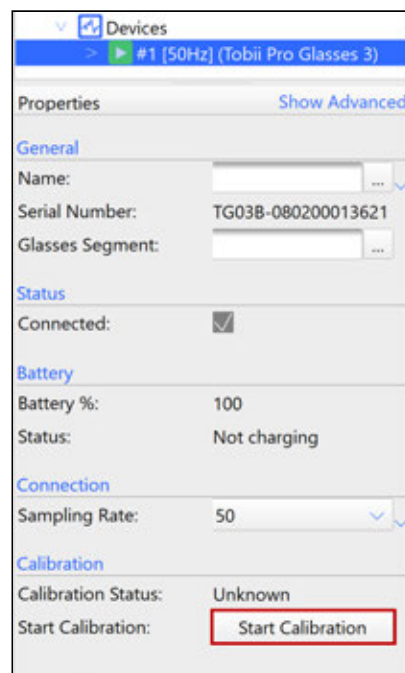 Devices
#1 [50Hz] (Tobii Pro Glasses 3)
Properties Show Advanced
General
Name: ...
Serial Number: TG03B-080200013621
Glasses Segment: ...
Status
Connected:
Battery
Battery %: 100
Status: Not charging
Connection
Sampling Rate: 50
Calibration
Calibration Status: Unknown
Start Calibration: Start Calibration